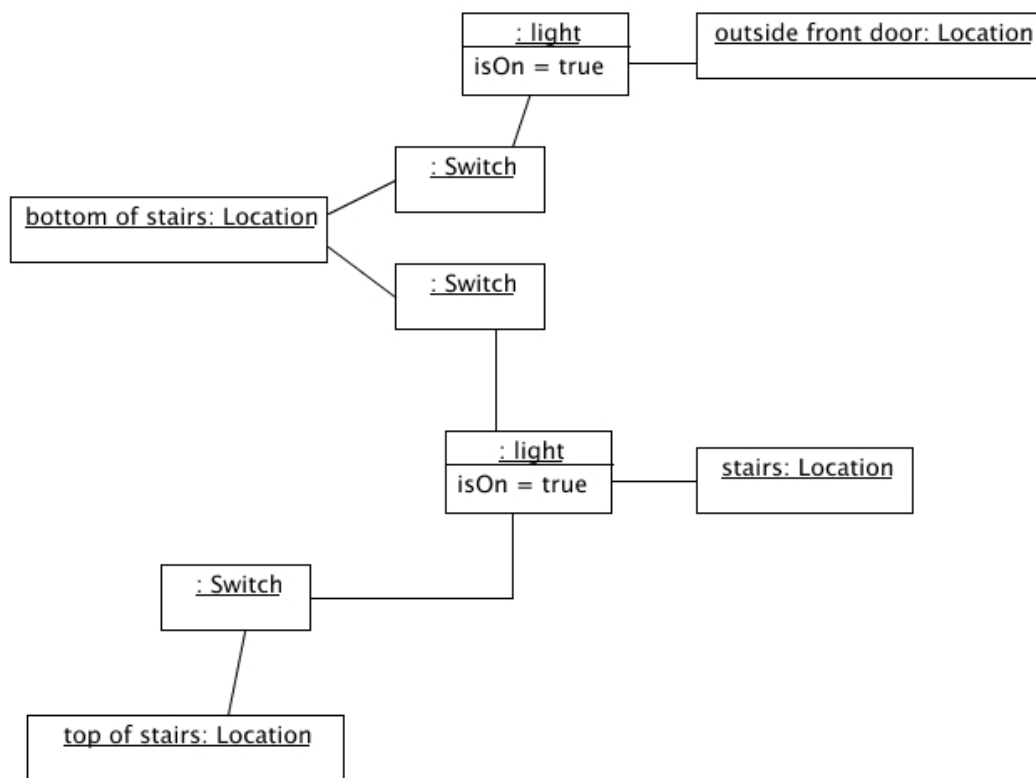 : light
isOn = true
outside front door: Location
: Switch
bottom of stairs: Location
: Switch
: light
isOn = true
stairs: Location
: Switch
top of stairs: Location